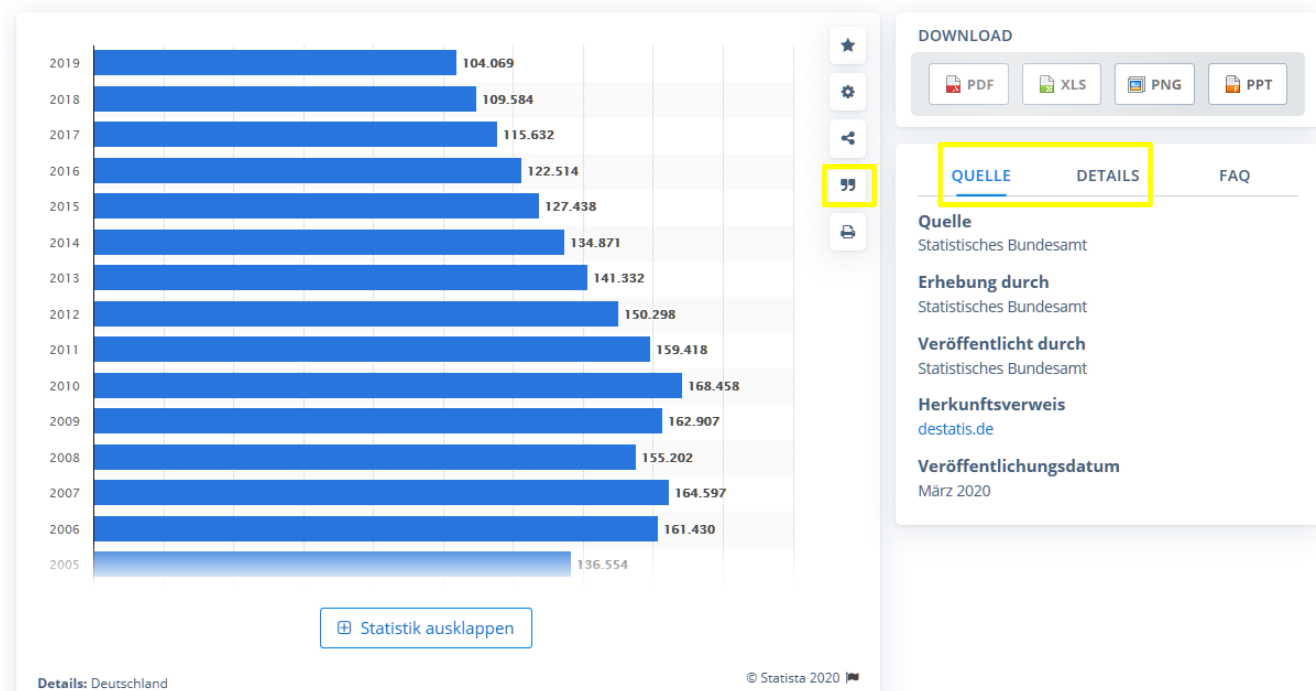 2019 104.069
2018 109.584
2017 115.632
2016 122.514
2015 127.438
2014 134.871
2013 141.332
2012 150.298
2011 159.418
2010 168.458
2009 162.907
2008 155.202
2007 164.597
2006 161.430
2005 136.554
Statistik ausklappen
Details: Deutschland
© Statista 2020
DOWNLOAD
PDF XLS PNG PPT
QUELLE DETAILS FAQ
Quelle
Statistisches Bundesamt
Erhebung durch
Statistisches Bundesamt
Veröffentlicht durch
Statistisches Bundesamt
Herkunftsverweis
destatis.de
Veröffentlichungsdatum
März 2020